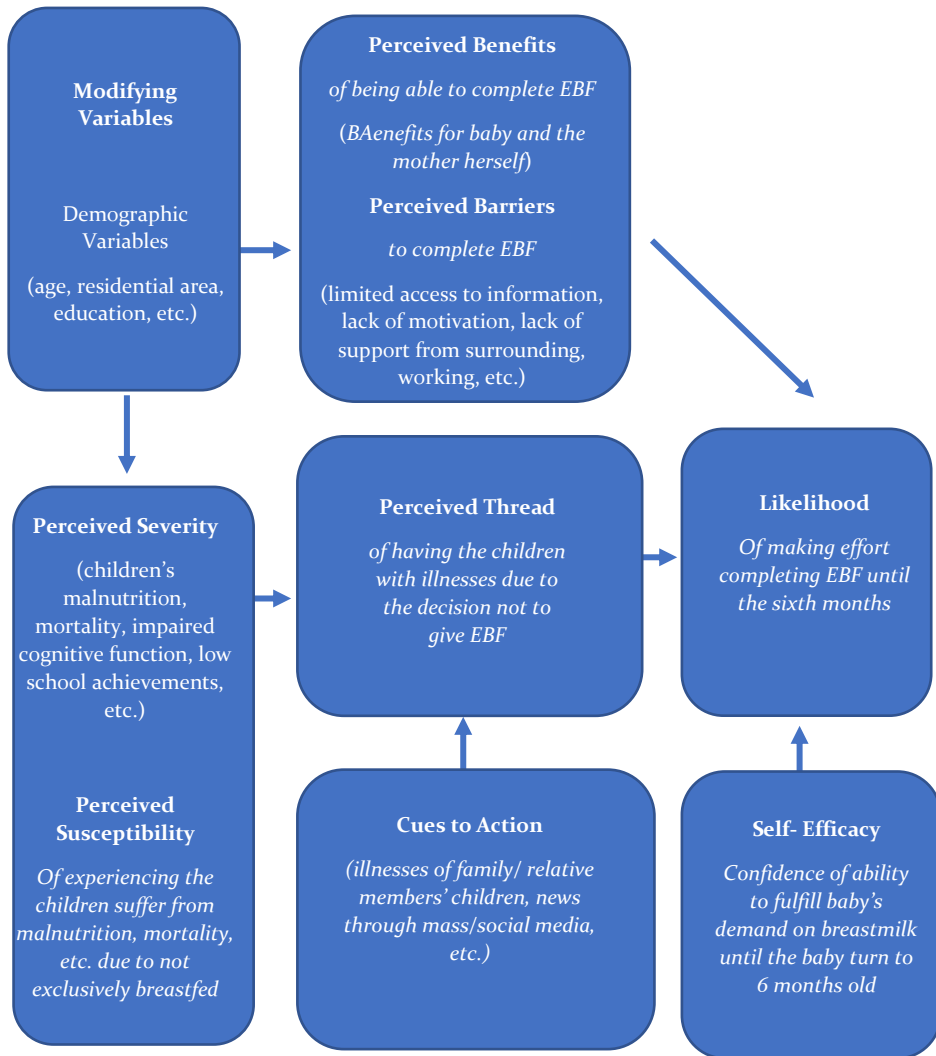 Modifying
Variables
Demographic
Variables
(age, residential area,
education, etc.)
Perceived Benefits
of being able to complete EBF
(BAenefits for baby and the
mother herself)
Perceived Barriers
to complete EBF
(limited access to information,
lack of motivation, lack of
support from surrounding,
working, etc.)
Perceived Severity
(children’s
malnutrition,
mortality, impaired
cognitive function, low
school achievements,
etc.)
Perceived
Susceptibility
Of experiencing the
children suffer from
malnutrition, mortality,
etc. due to not
exclusively breastfed
Perceived Thread
of having the children
with illnesses due to
the decision not to
give EBF
Likelihood
Of making effort
completing EBF until
the sixth months
Cues to Action
(illnesses of family/ relative
members’ children, news
through mass/social media,
etc.)
Self- Efficacy
Confidence of ability
to fulfill baby’s
demand on breastmilk
until the baby turn to
6 months old